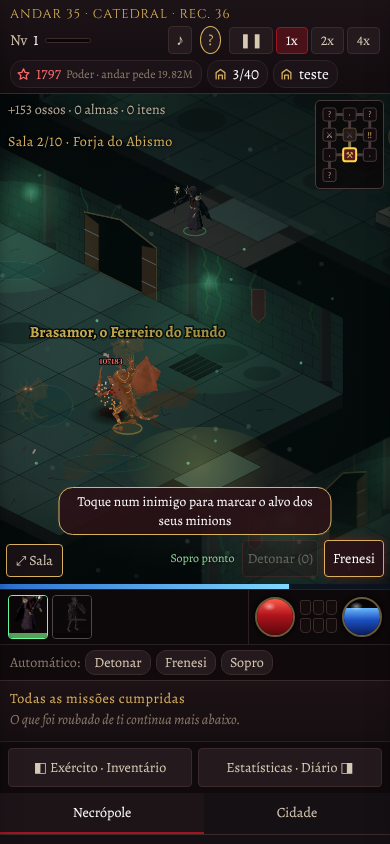 ANDAR 35 · CATEDRAL · REC. 36
Nv 1
♪ ? ❚❚ 1x 2x 4x
1797 Poder · andar pede 19.82M
3/40
teste
+153 ossos · 0 almas · 0 itens
Sala 2/10 · Forja do Abismo
? . ?
!!
?
Brasamor, o Ferreiro do Fundo
107183
Toque num inimigo para marcar o alvo dos
seus minions
⤢ Sala
Sopro pronto
Detonar (0)
Frenesi
Automático: Detonar Frenesi Sopro
Todas as missões cumpridas
O que foi roubado de ti continua mais abaixo.
◧ Exército · Inventário
Estatísticas · Diário ◨
Necrópole
Cidade